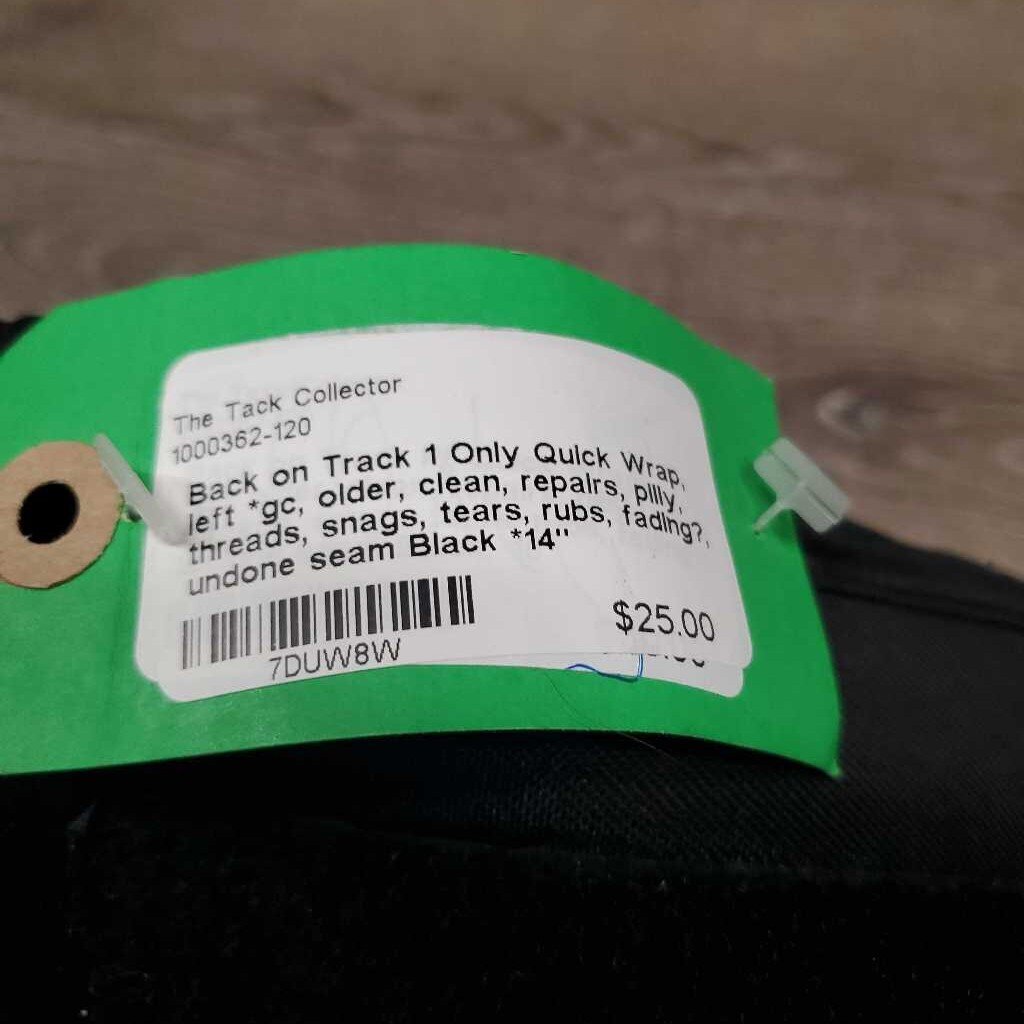 The Tack Collector
1000362-120
Back on Track 1 Only Quick Wrap,
left *gc, older, clean, repairs, pilly,
threads, snags, tears, rubs, fading?,
undone seam Black *14"
$25.00
7DUW8W